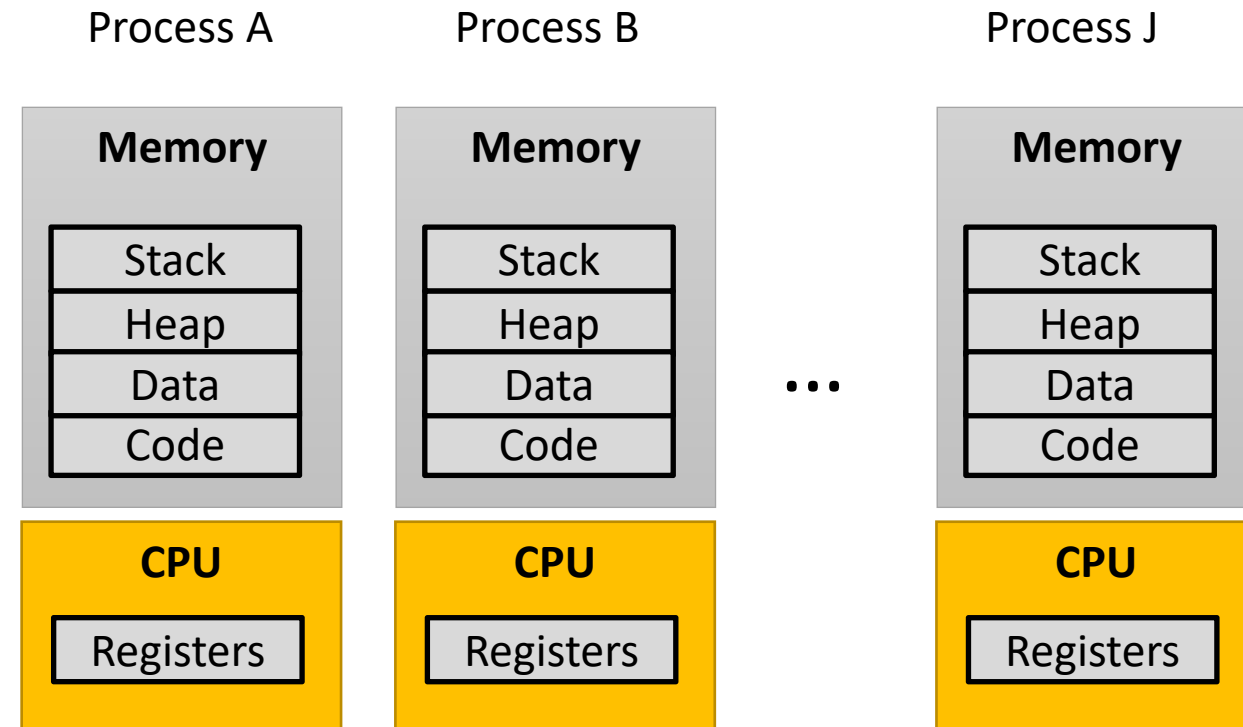 Process A
Process B
Process J
Memory
Stack
Heap
Data
Code
CPU
Registers
Memory
Stack
Heap
Data
Code
CPU
Registers
...
Memory
Stack
Heap
Data
Code
CPU
Registers